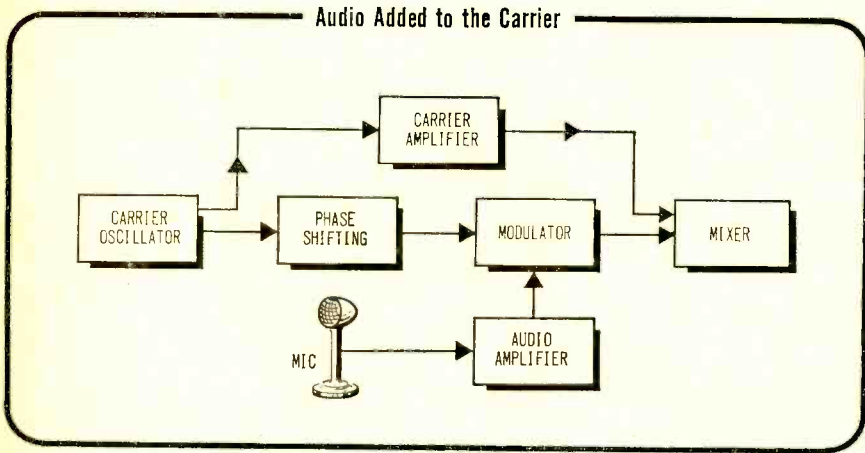 Audio Added to the Carrier
CARRIER
AMPLIFIER
CARRIER
OSCILLATOR
PHASE
SHIFTING
MODULATOR
MIXER
MIC
AUDIO
AMPLIFIER